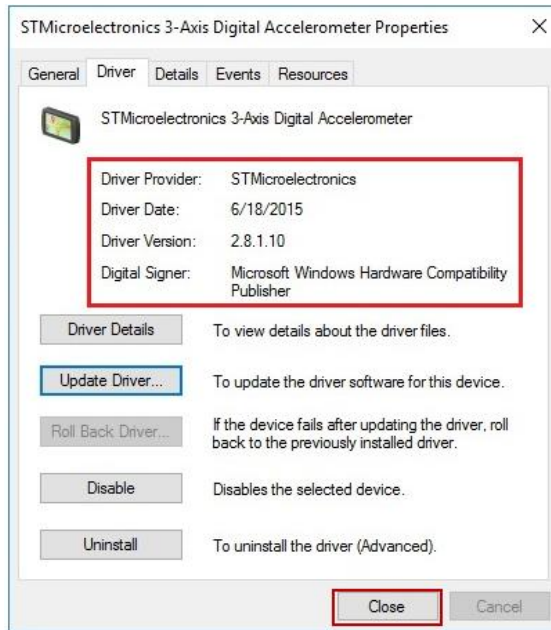 STMicroelectronics 3-Axis Digital Accelerometer Properties
General Driver Details Events Resources
STMicroelectronics 3-Axis Digital Accelerometer
Driver Provider: STMicroelectronics
Driver Date: 6/18/2015
Driver Version: 2.8.1.10
Digital Signer: Microsoft Windows Hardware Compatibility
Publisher
Driver Details To view details about the driver files.
Update Driver... To update the driver software for this device.
Roll Back Driver... If the device fails after updating the driver, roll
back to the previously installed driver.
Disable Disables the selected device.
Uninstall To uninstall the driver (Advanced).
Close Cancel